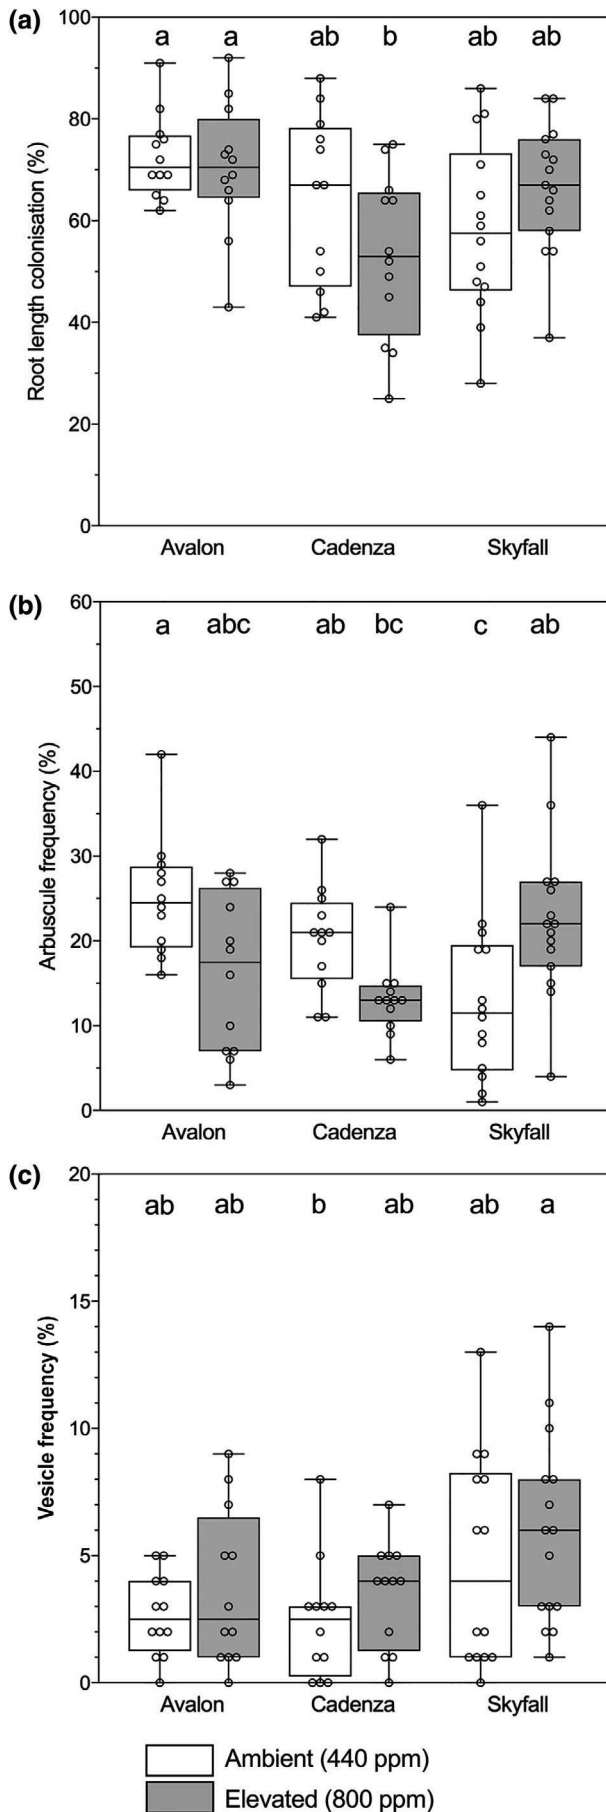 (a)
100
80
60
40
20
0
a a ab b ab ab
Root length colonisation (%)
Avalon Cadenza Skyfall
(b)
60
50
40
30
20
10
0
a abc ab bc c ab
Arbuscule frequency (%)
Avalon Cadenza Skyfall
(c)
20
15
10
5
0
ab ab b ab ab a
Vesicle frequency (%)
Avalon Cadenza Skyfall
Ambient (440 ppm)
Elevated (800 ppm)